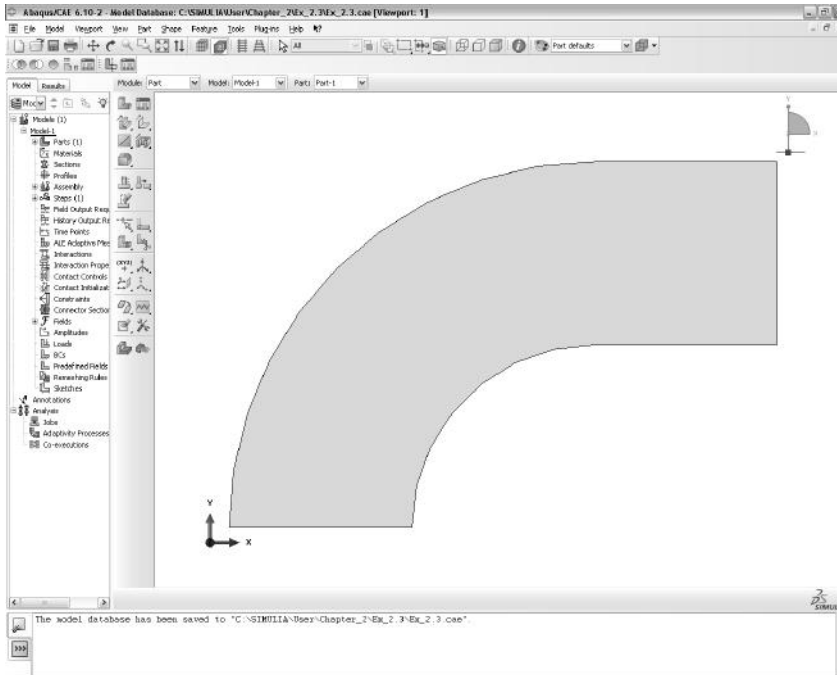 Abaqus/CAE 6.10-2 - Model Database: C:\SIMULIA\User\Chapter_2\Ex_2.3\Ex_2.3.cae [Viewport: 1]
File Model Viewport View Part Shape Feature Tools Plug-ins Help
All Part defaults
Model Results Module: Part Model: Model-1 Part: Part-1
Models (1)
Model-1
Parts (1)
Materials
Sections
Profiles
Assembly
Steps (1)
Field Output Requ
History Output Re
Time Points
ALE Adaptive Mes
Interactions
Interaction Prope
Contact Controls
Contact Initializat
Constraints
Connector Section
Fields
Amplitudes
Loads
BCs
Predefined Fields
Remeshing Rules
Sketches
Annotations
Analysis
Jobs
Adaptivity Processes
Co-executions
Y
X
Y
X
The model database has been saved to "C:\SIMULIA\User\Chapter_2\Ex_2.3\Ex_2.3.cae".